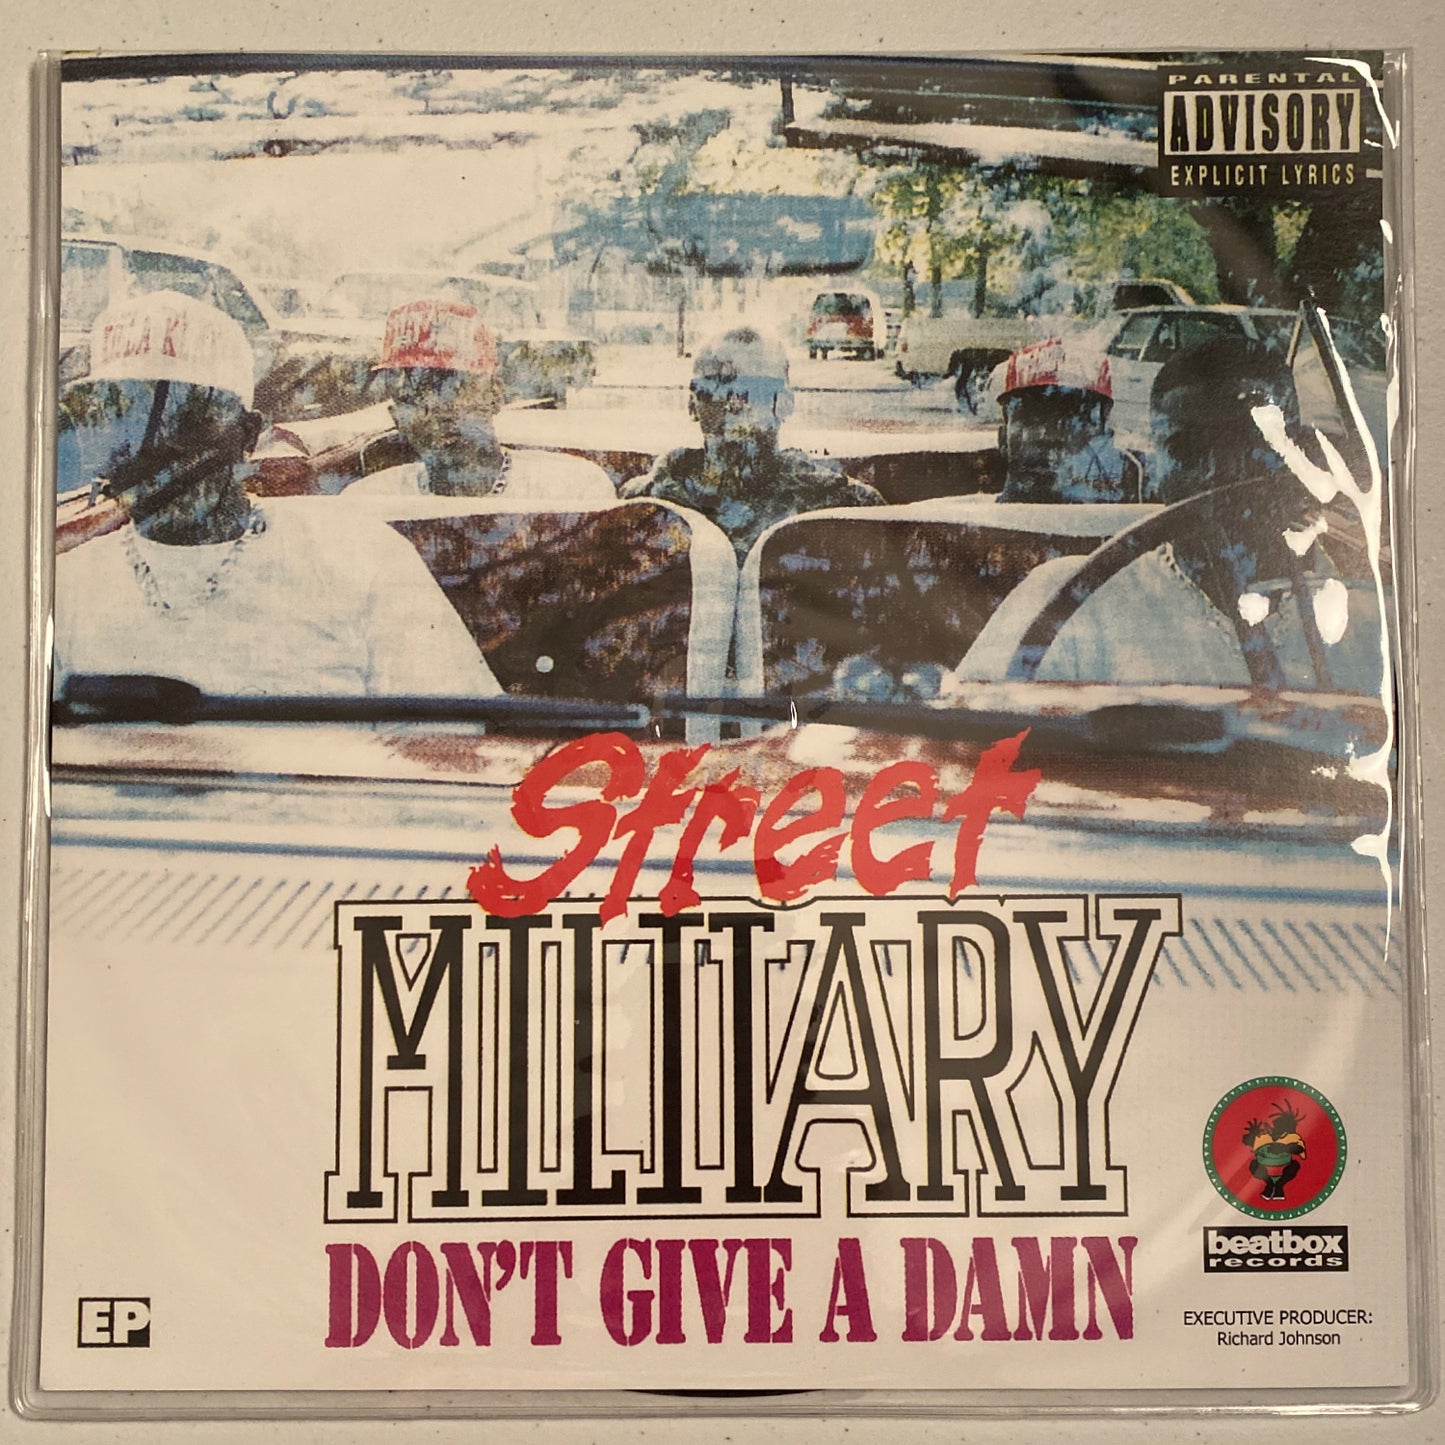 PARENTAL
ADVISORY
EXPLICIT LYRICS
Street
MILITARY
DON'T GIVE A DAMN
beatbox
records
EP
EXECUTIVE PRODUCER:
Richard Johnson